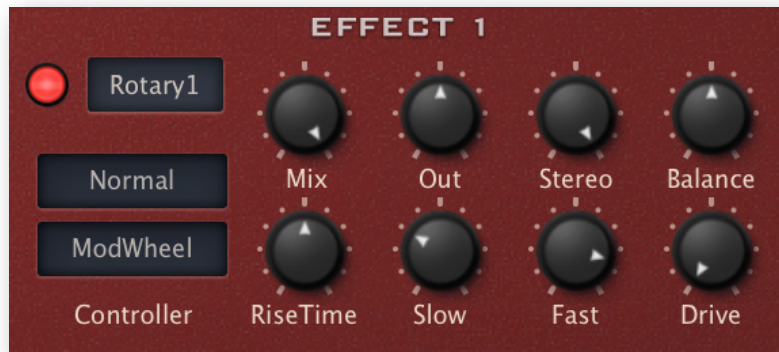 EFFECT 1
Rotary1
Normal
Mix Out Stereo Balance
ModWheel
Controller RiseTime Slow Fast Drive